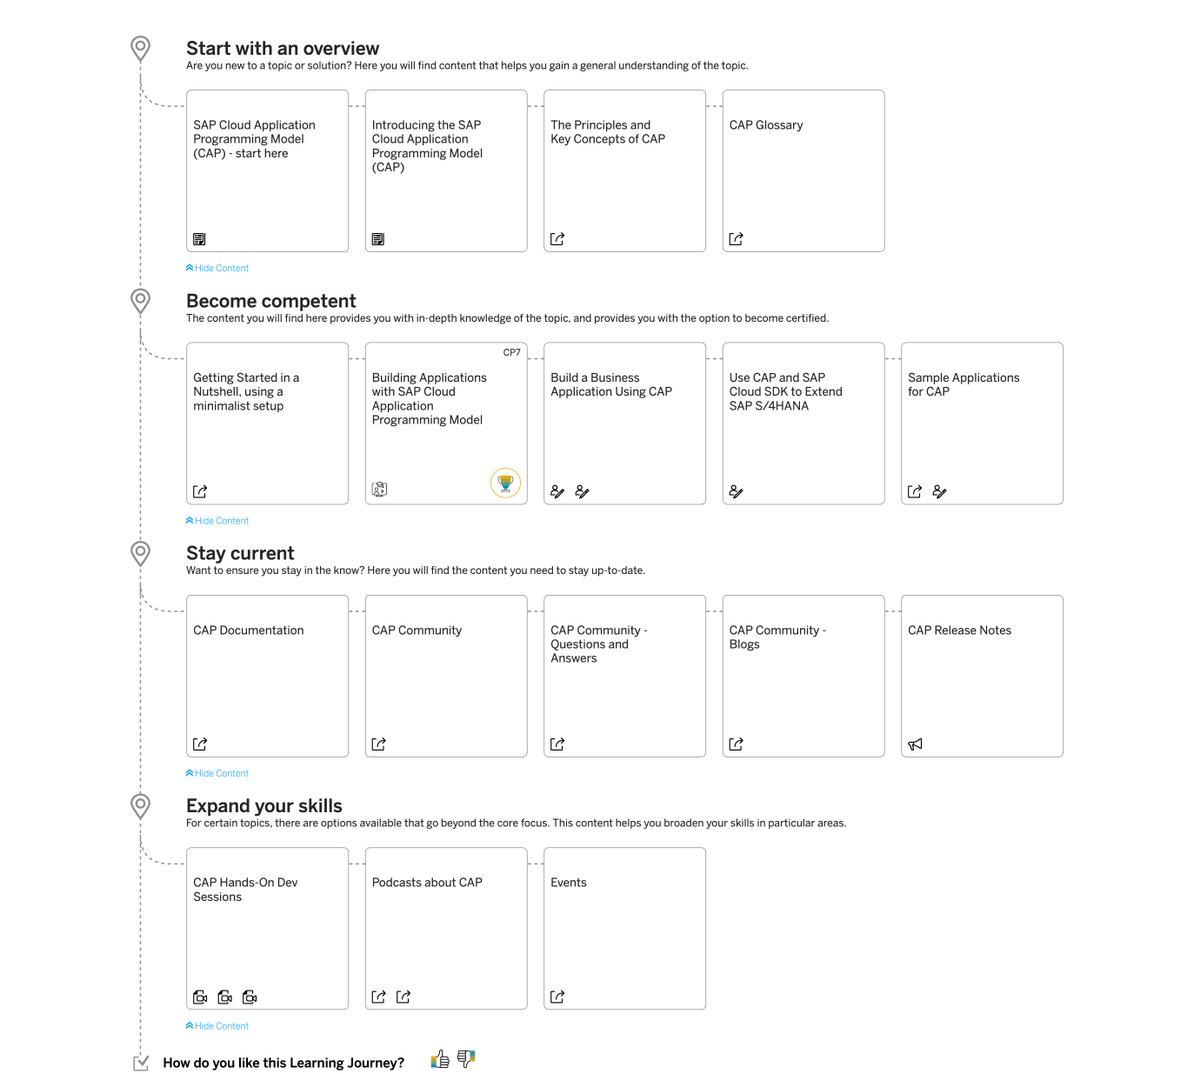 Start with an overview
Are you new to a topic or solution? Here you will find content that helps you gain a general understanding of the topic.
SAP Cloud Application
Programming Model
(CAP) - start here
Introducing the SAP
Cloud Application
Programming Model
(CAP)
The Principles and
Key Concepts of CAP
CAP Glossary
Hide Content
Become competent
The content you will find here provides you with in-depth knowledge of the topic, and provides you with the option to become certified.
Getting Started in a
Nutshell, using a
minimalist setup
CP7
Building Applications
with SAP Cloud
Application
Programming Model
Build a Business
Application Using CAP
Use CAP and SAP
Cloud SDK to Extend
SAP S/4HANA
Sample Applications
for CAP
Hide Content
Stay current
Want to ensure you stay in the know? Here you will find the content you need to stay up-to-date.
CAP Documentation
CAP Community
CAP Community -
Questions and
Answers
CAP Community -
Blogs
CAP Release Notes
Hide Content
Expand your skills
For certain topics, there are options available that go beyond the core focus. This content helps you broaden your skills in particular areas.
CAP Hands-On Dev
Sessions
Podcasts about CAP
Events
Hide Content
How do you like this Learning Journey?